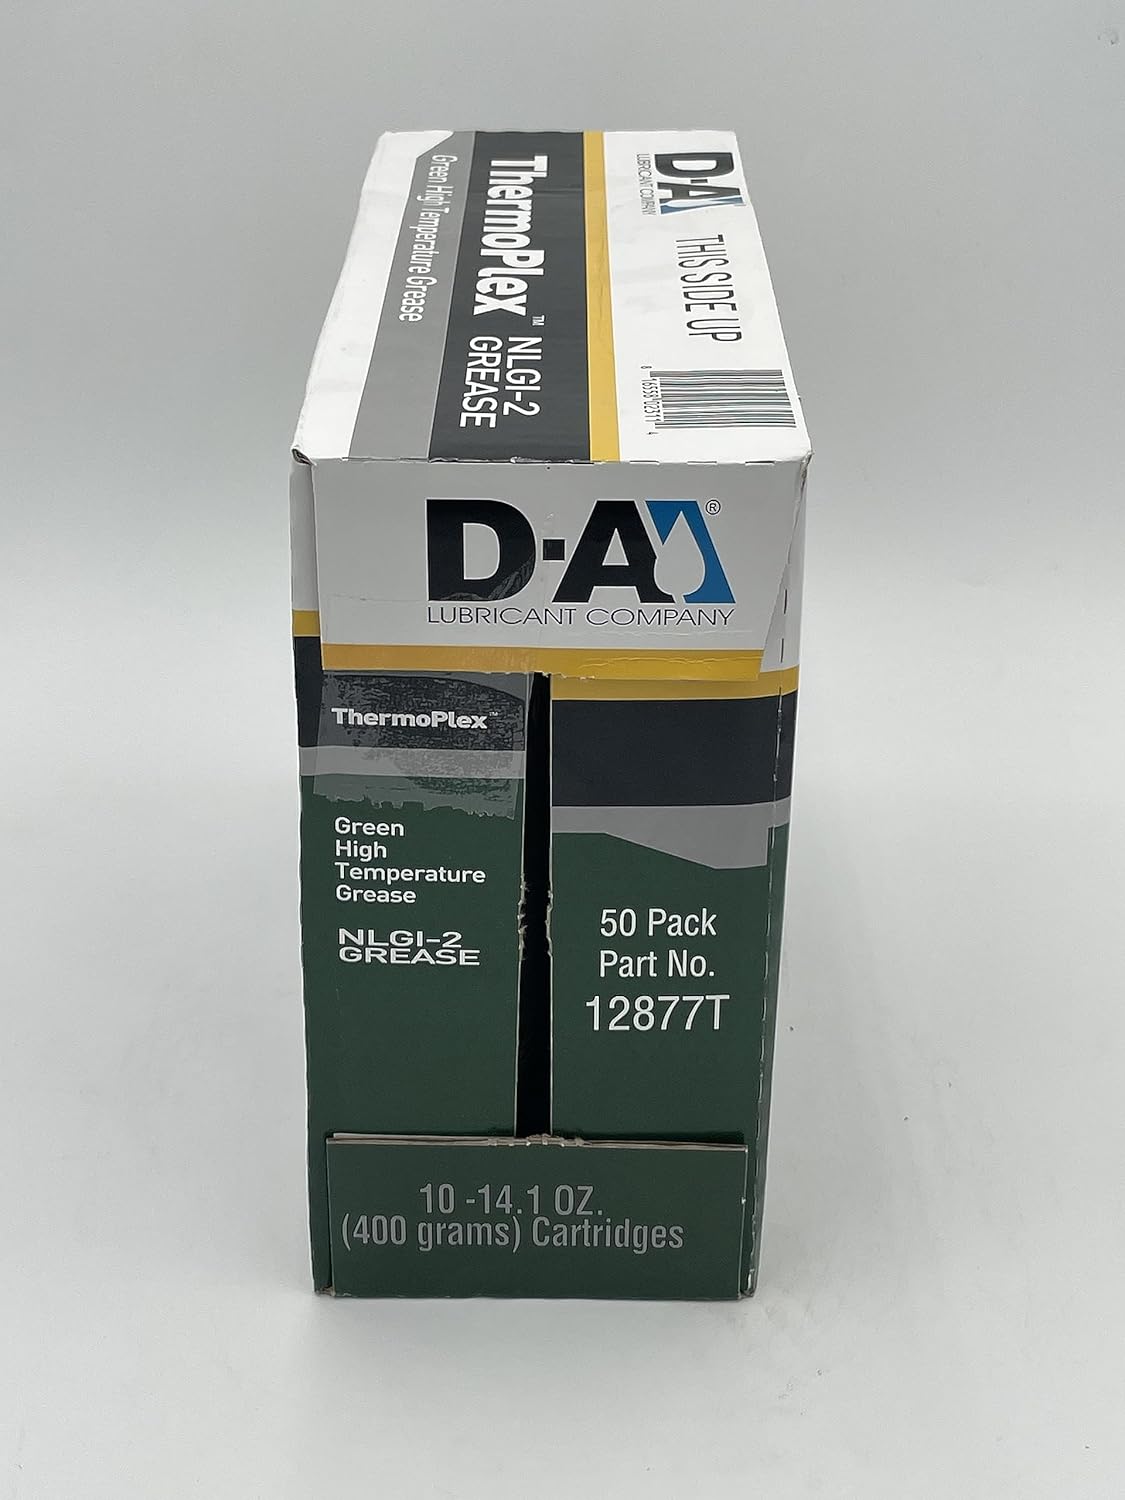 D-A
LUBRICANT COMPANY
THIS SIDE UP
ThermoPlex™ NLGI-2
GREASE
Green High Temperature Grease
D·A®
LUBRICANT COMPANY
ThermoPlex™
Green
High
Temperature
Grease
NLGI-2
GREASE
50 Pack
Part No.
12877T
10 -14.1 OZ.
(400 grams) Cartridges